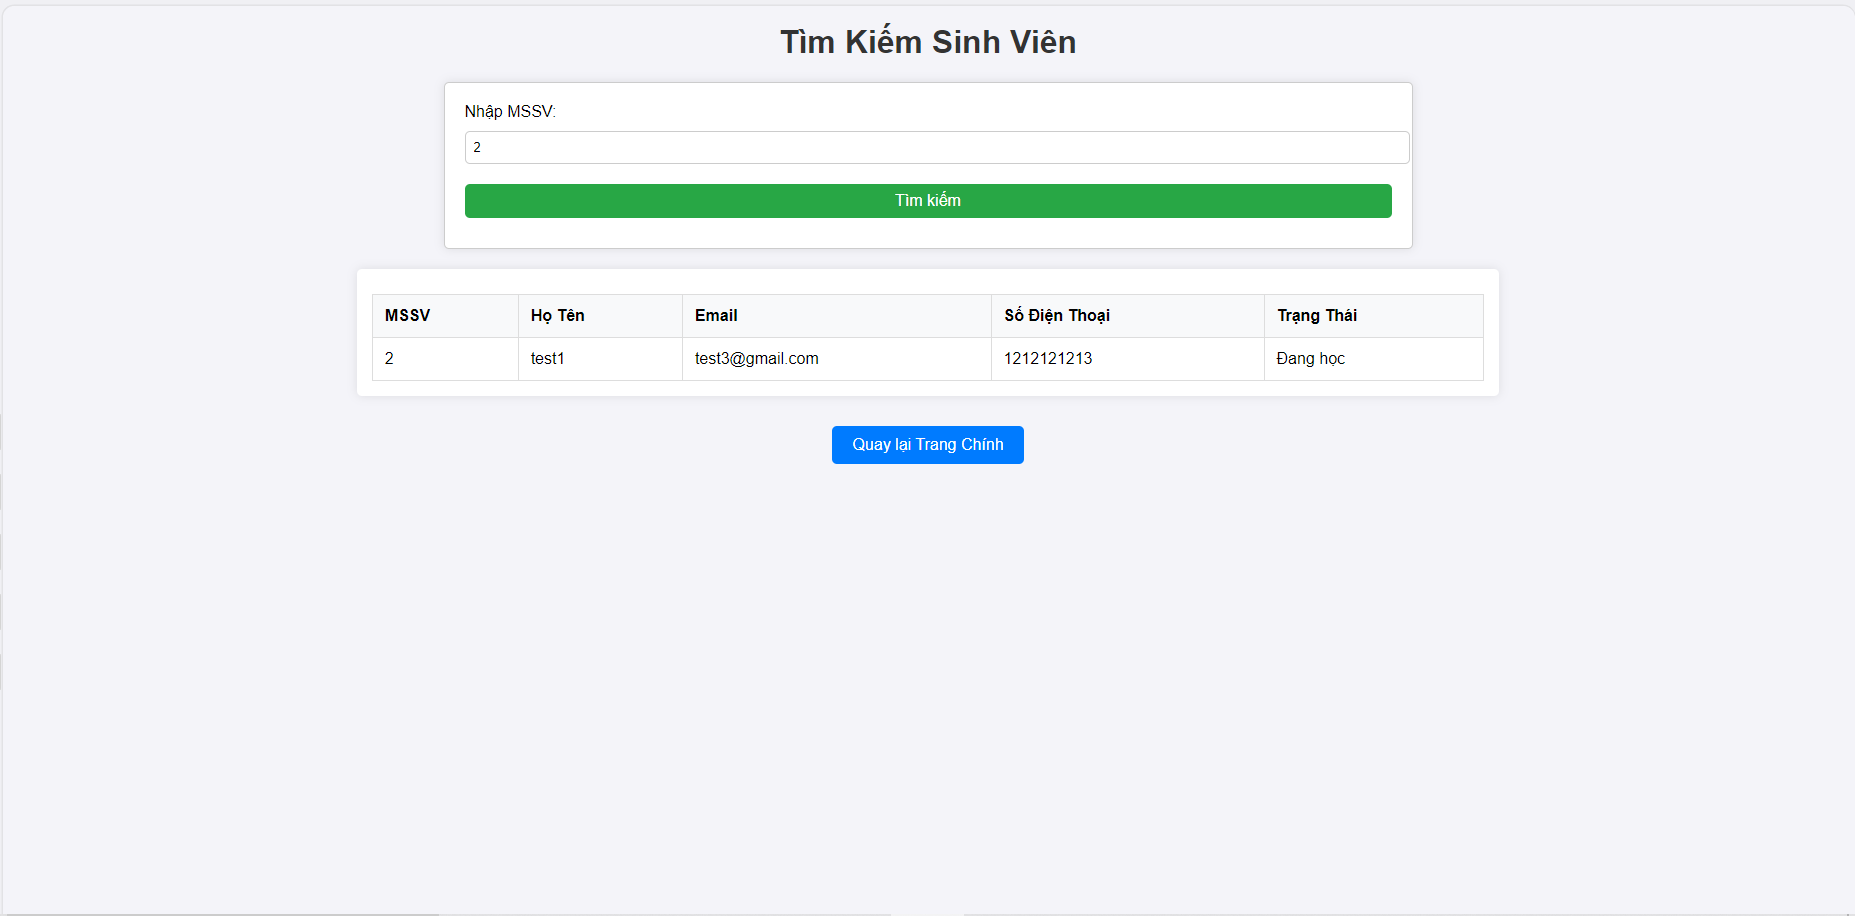 Tìm Kiếm Sinh Viên
Nhập MSSV:
2
Tìm kiếm
MSSV Họ Tên Email Số Điện Thoại Trạng Thái
2 test1 test3@gmail.com 1212121213 Đang học
Quay lại Trang Chính